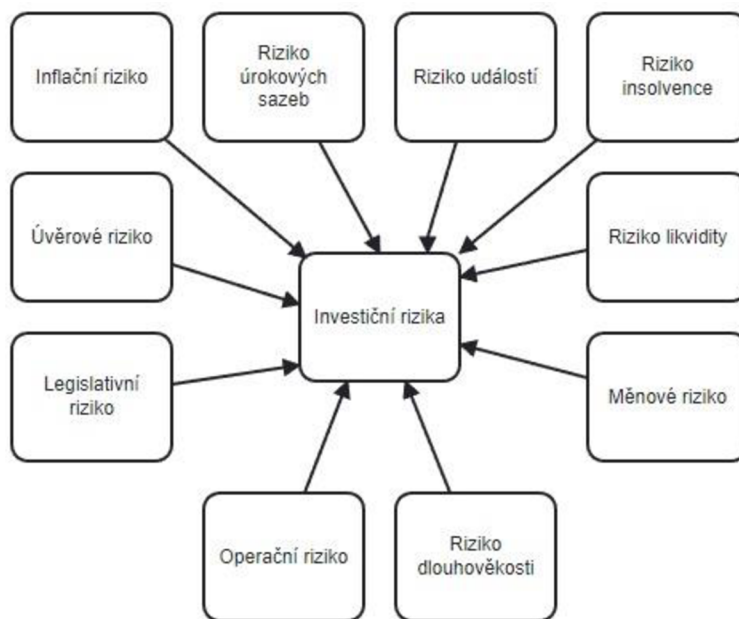 Inflační riziko
Riziko
úrokových
sazeb
Riziko událostí
Riziko
insolvence
Úvěrové riziko
Riziko likvidity
Investiční rizika
Legislativní
riziko
Měnové riziko
Operační riziko
Riziko
dlouhověkosti